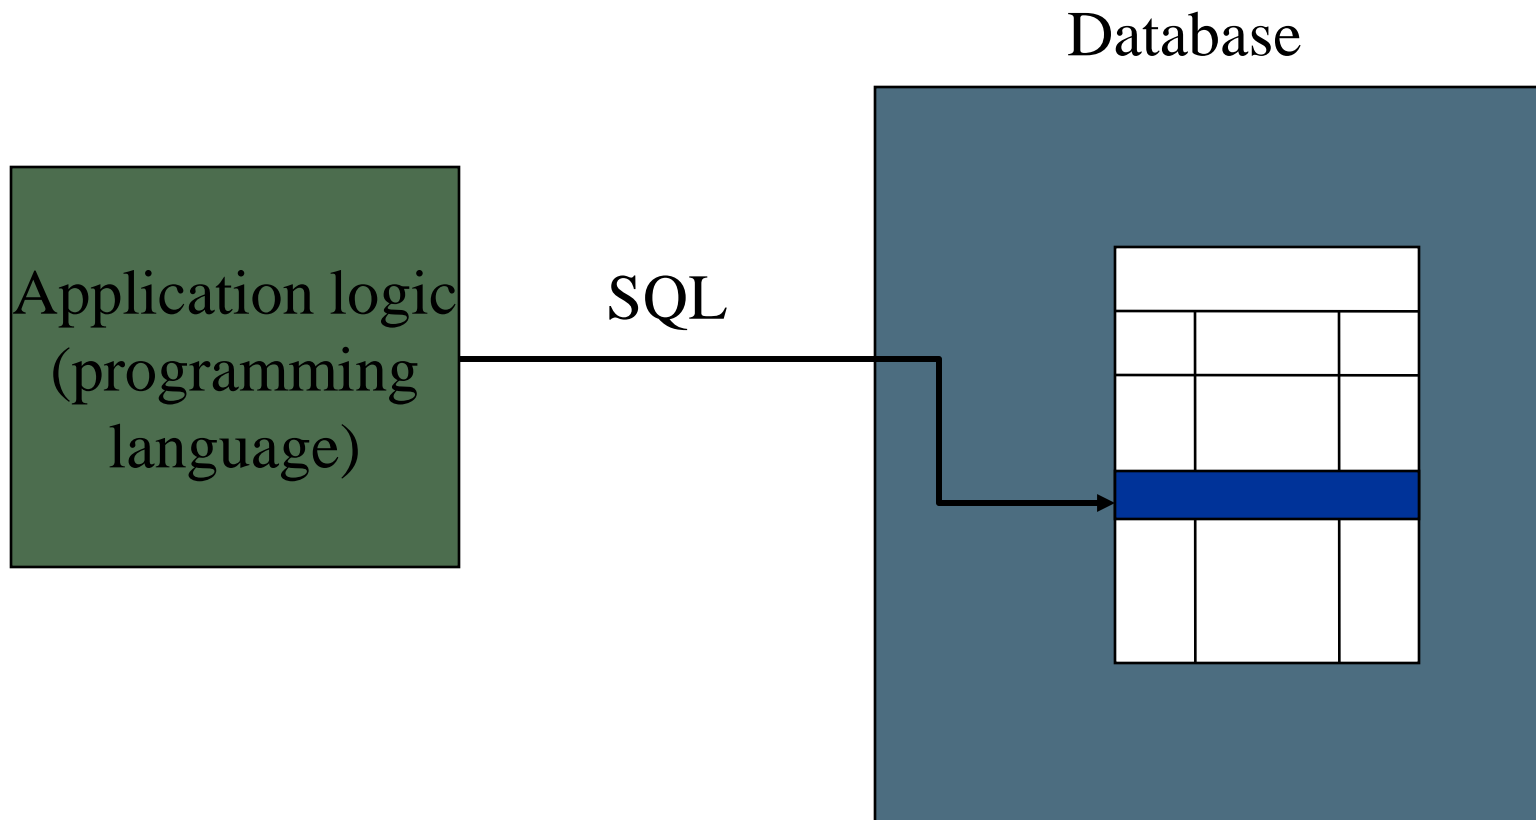 Database
Application logic
(programming
language)
SQL